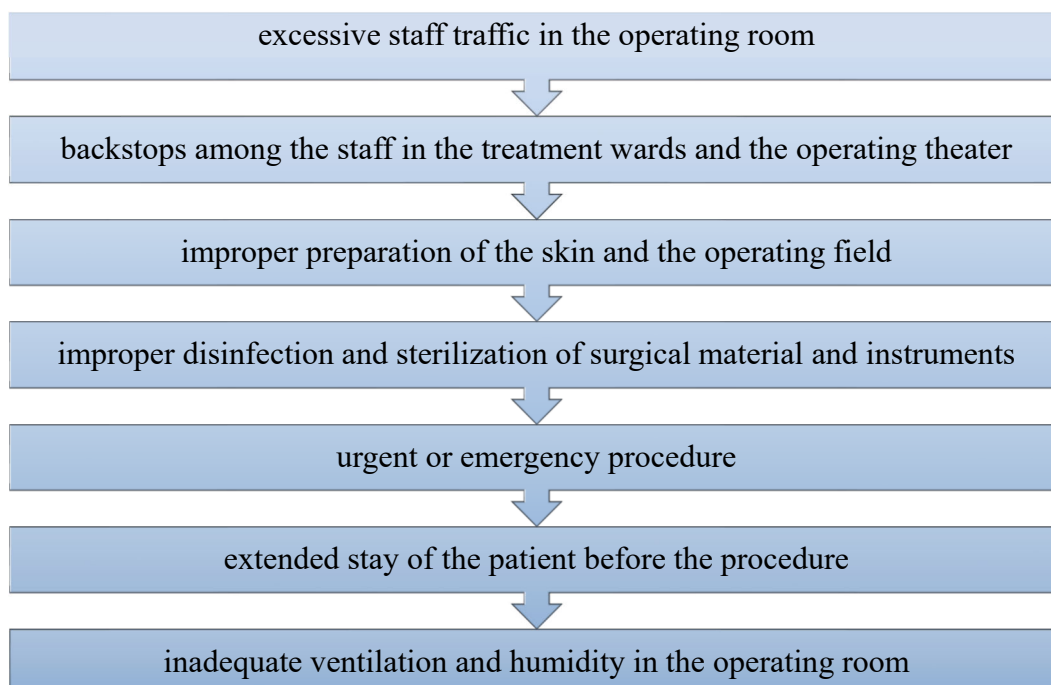 excessive staff traffic in the operating room
backstops among the staff in the treatment wards and the operating theater
improper preparation of the skin and the operating field
improper disinfection and sterilization of surgical material and instruments
urgent or emergency procedure
extended stay of the patient before the procedure
inadequate ventilation and humidity in the operating room